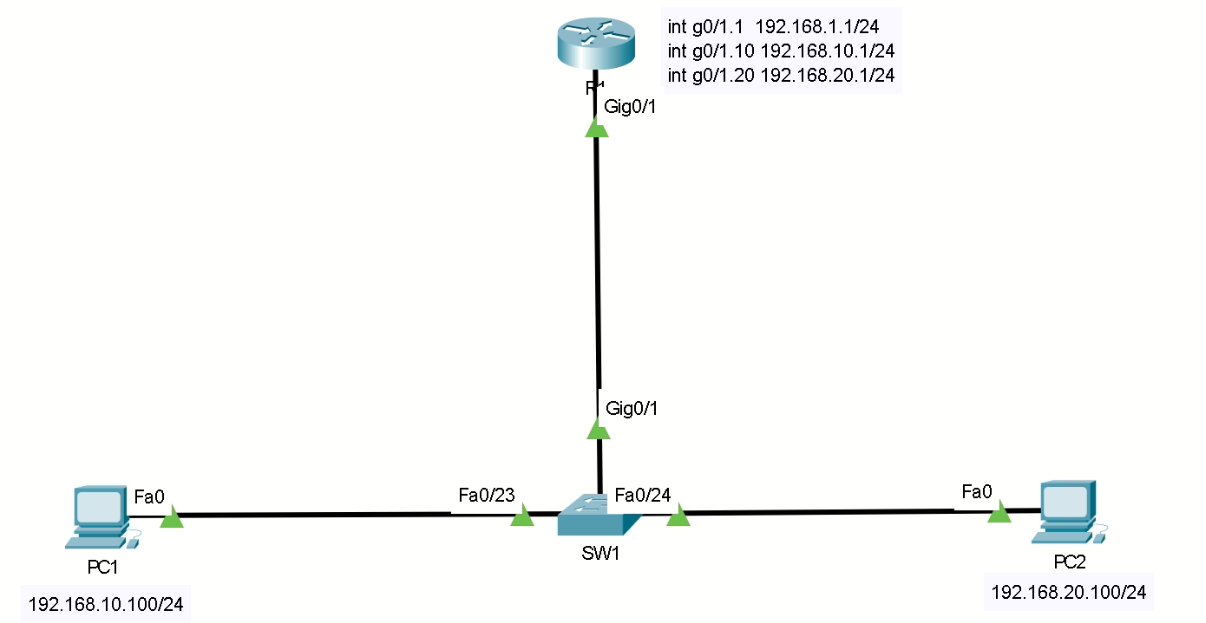 int g0/1.1  192.168.1.1/24
int g0/1.10 192.168.10.1/24
int g0/1.20 192.168.20.1/24
R1
Gig0/1
Gig0/1
Fa0
Fa0/23
Fa0/24
Fa0
SW1
PC1
PC2
192.168.10.100/24
192.168.20.100/24